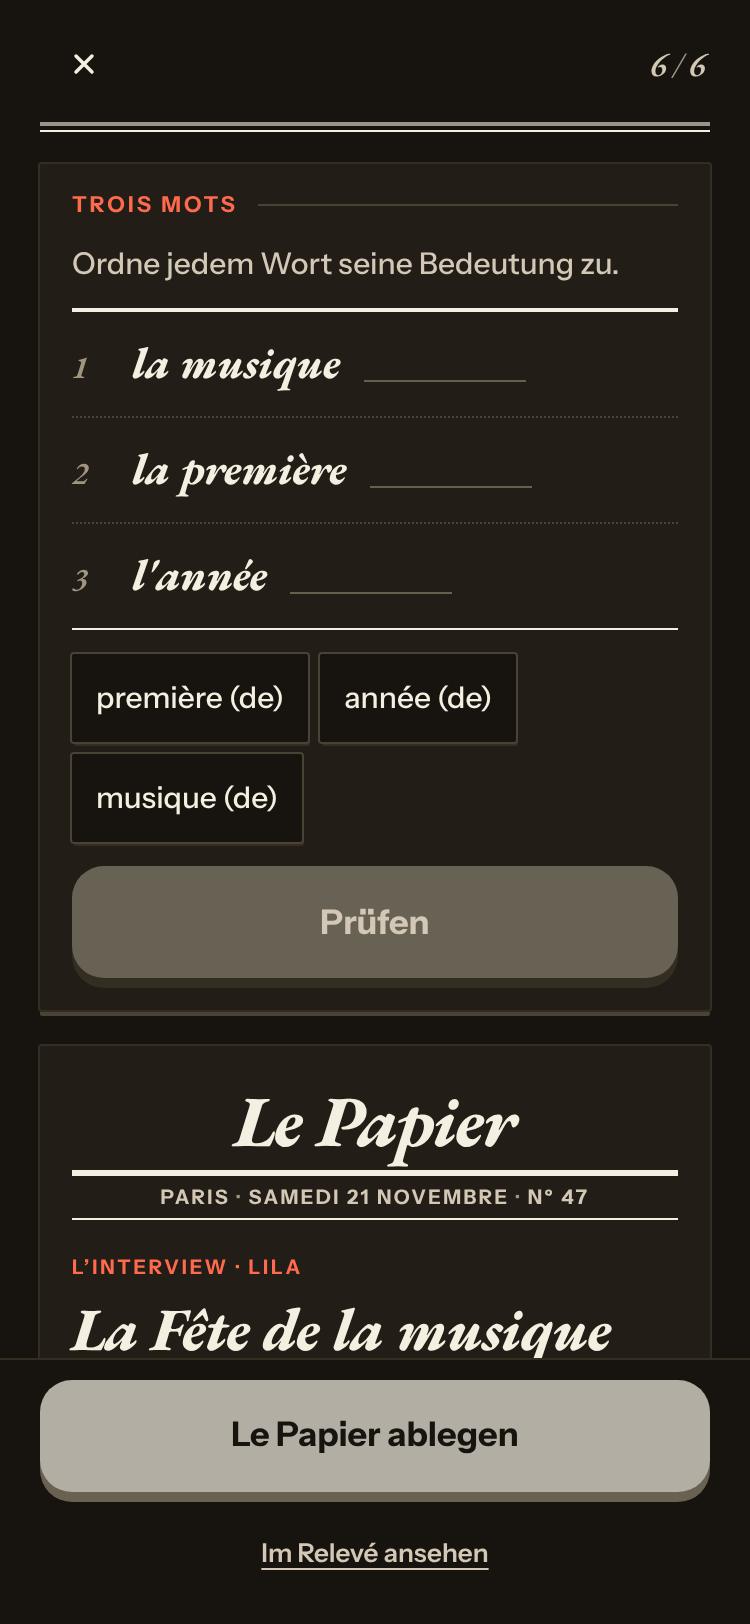 6/6
TROIS MOTS
Ordne jedem Wort seine Bedeutung zu.
1 la musique
2 la première
3 l'année
première (de) année (de)
musique (de)
Prüfen
Le Papier
PARIS · SAMEDI 21 NOVEMBRE · N° 47
L’INTERVIEW · LILA
La Fête de la musique
Le Papier ablegen
Im Relevé ansehen